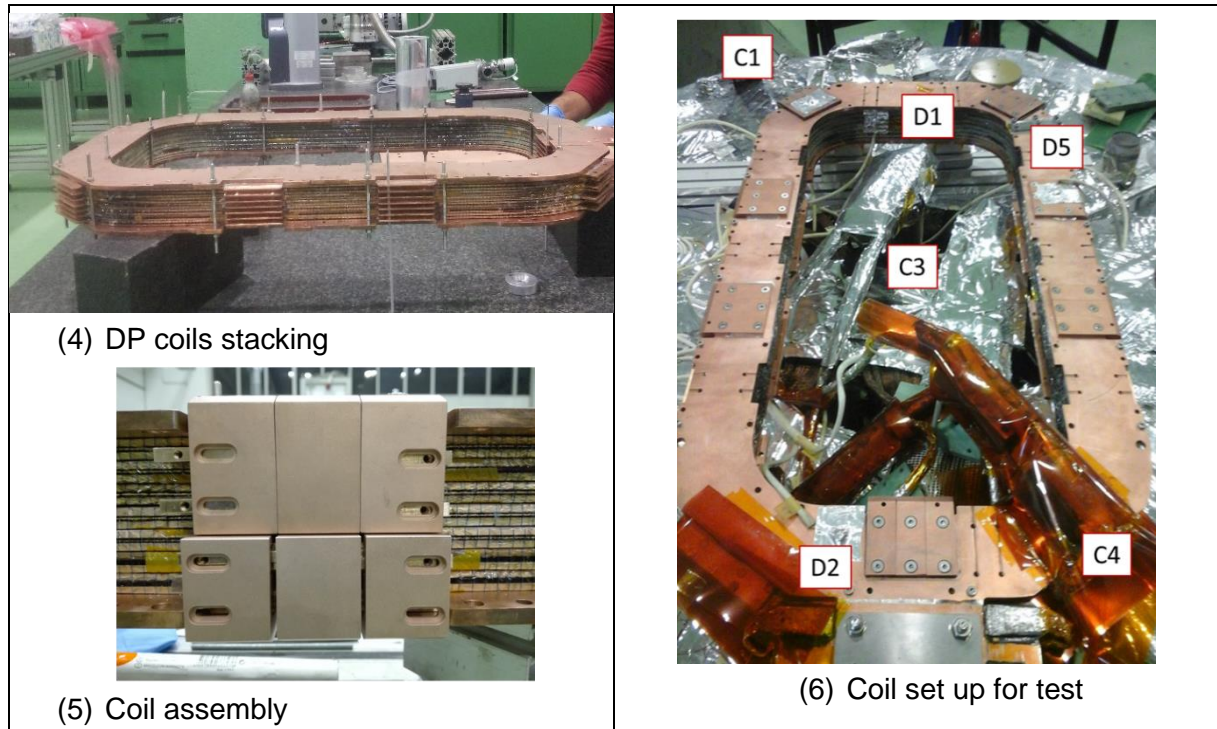 (4) DP coils stacking
(5) Coil assembly
C1
D1
D5
C3
D2
C4
(6) Coil set up for test